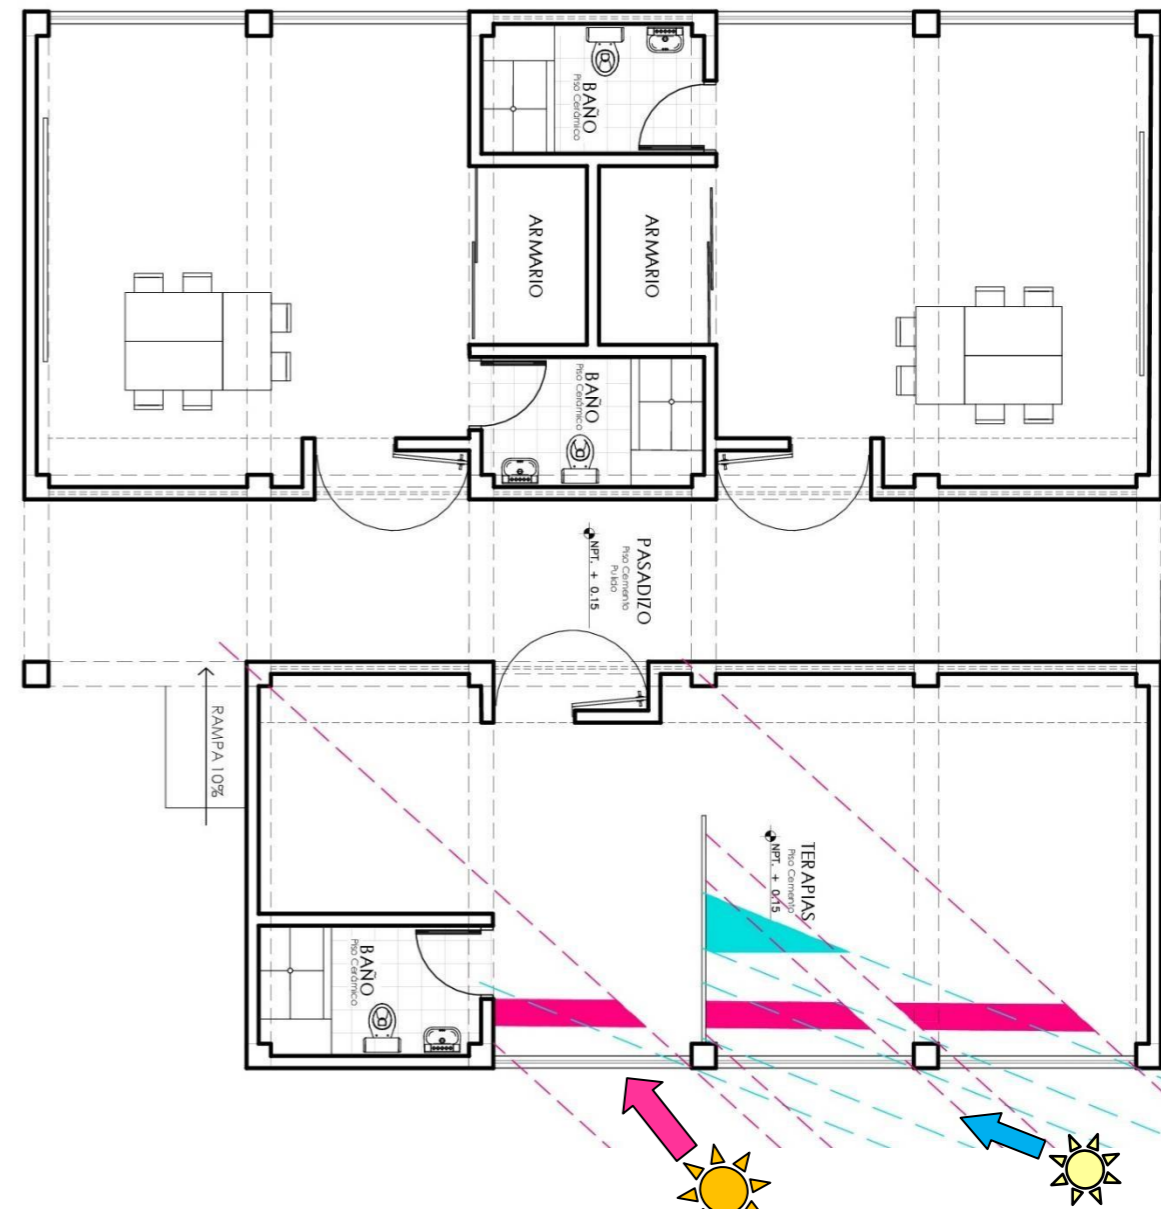 BAÑO
Piso Cerámico
ARMARIO
ARMARIO
BAÑO
Piso Cerámico
PASADIZO
Piso Cemento
Pulido
NPT. + 0.15
RAMPA 10%
TERAPIAS
Piso Cemento
NPT. + 0.15
BAÑO
Piso Cerámico